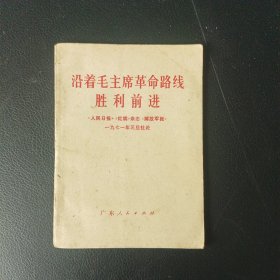 沿着毛主席革命路线
胜利前进
《人民日报》《红旗》杂志《解放军报》
一九七一年元旦社论
广东人民出版社